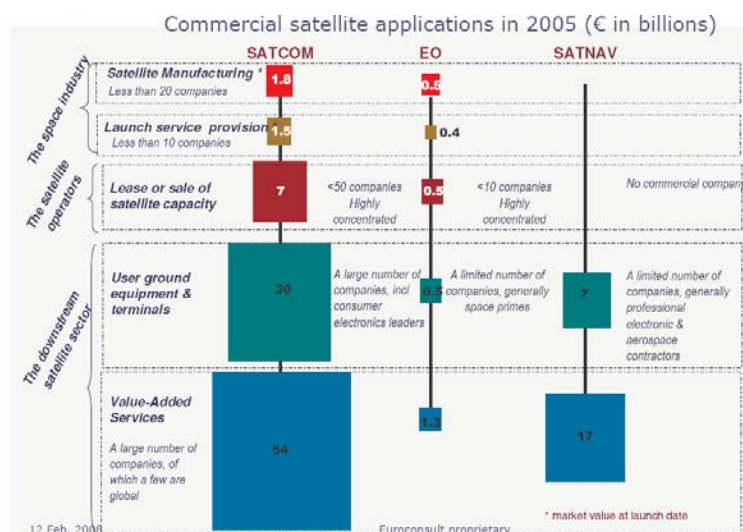 Commercial satellite applications in 2005 (€ in billions)
SATCOM EO SATNAV
The space industry
Satellite Manufacturing *
Less than 20 companies
1.8
0.5
Launch service provision *
Less than 10 companies
1.5
0.4
The satellite
operators
Lease or sale of
satellite capacity
7
<50 companies
Highly
concentrated
0.5
<10 companies
Highly
concentrated
No commercial company
The downstream
satellite sector
User ground
equipment &
terminals
30
A large number of
companies, incl.
consumer
electronics leaders
0.5
A limited number of
companies, generally
space primes
7
A limited number of
companies, generally
professional
electronic &
aerospace
contractors
Value-Added
Services
A large number of
companies, of
which a few are
global
54
1.3
17
* market value at launch date
12 Feb. 2008
Euroconsult proprietary